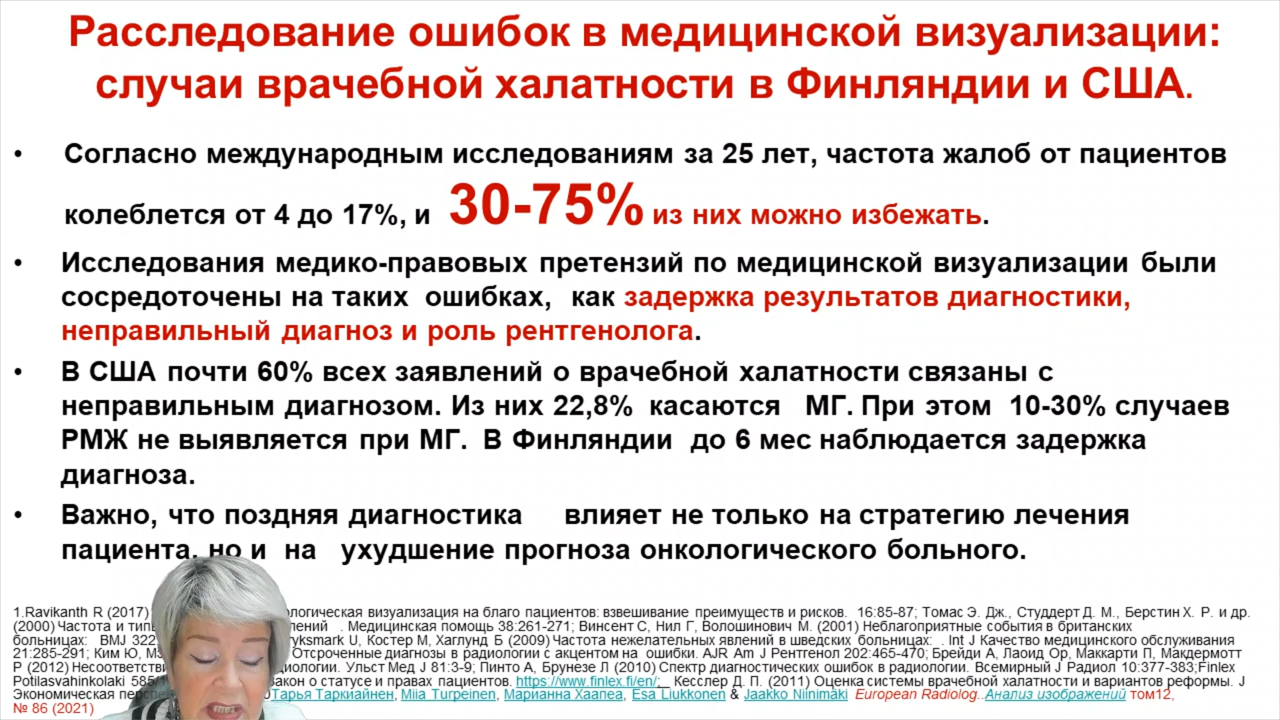 Расследование ошибок в медицинской визуализации:
случаи врачебной халатности в Финляндии и США.
• Согласно международным исследованиям за 25 лет, частота жалоб от пациентов
колеблется от 4 до 17%, и 30-75% из них можно избежать.
• Исследования медико-правовых претензий по медицинской визуализации были
сосредоточены на таких ошибках, как задержка результатов диагностики,
неправильный диагноз и роль рентгенолога.
• В США почти 60% всех заявлений о врачебной халатности связаны с
неправильным диагнозом. Из них 22,8% касаются МГ. При этом 10-30% случаев
РМЖ не выявляется при МГ. В Финляндии до 6 мес наблюдается задержка
диагноза.
• Важно, что поздняя диагностика влияет не только на стратегию лечения
пациента, но и на ухудшение прогноза онкологического больного.
1.Ravikanth R (2017) визуализация на благо пациентов: взвешивание преимуществ и рисков. 16:85-87; Томас Э. Дж., Студдерт Д. М., Берстин Х. Р. и др.
(2000) Частота и . Медицинская помощь 38:261-271; Винсент С, Нил Г, Волошинович М. (2001) Неблагоприятные события в британских
больницах: BMJ Костер М, Хаглунд Б (2009) Частота нежелательных явлений в шведских больницах: . Int J Качество медицинского обслуживания
21:285-291; Ким Ю, Отсроченные диагнозы в радиологии с акцентом на ошибки. AJR Am J Рентгенол 202:465-470; Брейди А, Лаоид Ор, Маккарти П, Макдермотт
Р (2012) Ульст Мед J 81:3-9; Пинто А, Брунезе Л (2010) Спектр диагностических ошибок в радиологии. Всемирный J Радиол 10:377-383;Finlex
Potilasvahinkolaki о статусе и правах пациентов. https://www.finlex.fi/en/; Кесслер Д. П. (2011) Оценка системы врачебной халатности и вариантов реформы. J
Экономическая Тарья Таркиайнен, Miia Turpeinen, Марианна Хаапеа, Esa Liukkonen & Jaakko Niinimäki European Radiolog..Анализ изображений том12,
№ 86 (2021)